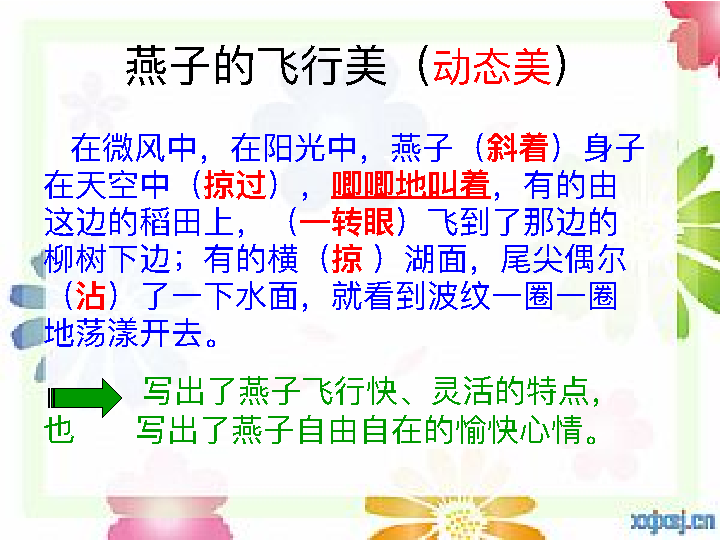 燕子的飞行美（动态美）
在微风中，在阳光中，燕子（斜着）身子
在天空中（掠过），唧唧地叫着，有的由
这边的稻田上，（一转眼）飞到了那边的
柳树下边；有的横（掠 ）湖面，尾尖偶尔
（沾）了一下水面，就看到波纹一圈一圈
地荡漾开去。
写出了燕子飞行快、灵活的特点，
也 写出了燕子自由自在的愉快心情。